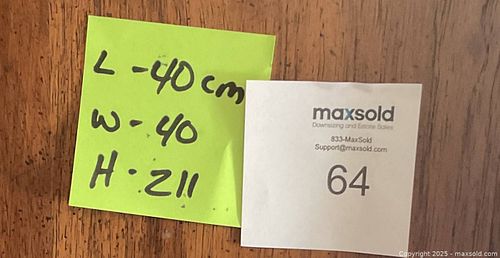 L - 40 cm
W - 40
H - 211
maxsold
Downsizing and Estate Sales
833-MaxSold
Support@maxsold.com
64
Copyright 2025 - maxsold.com